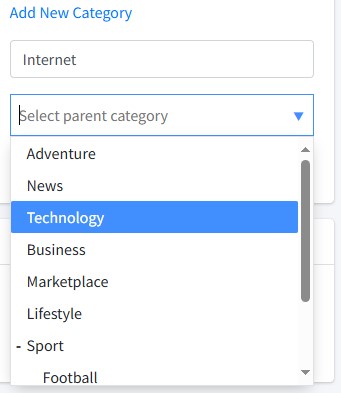 Add New Category
Internet
Select parent category
Adventure
News
Technology
Business
Marketplace
Lifestyle
- Sport
Football